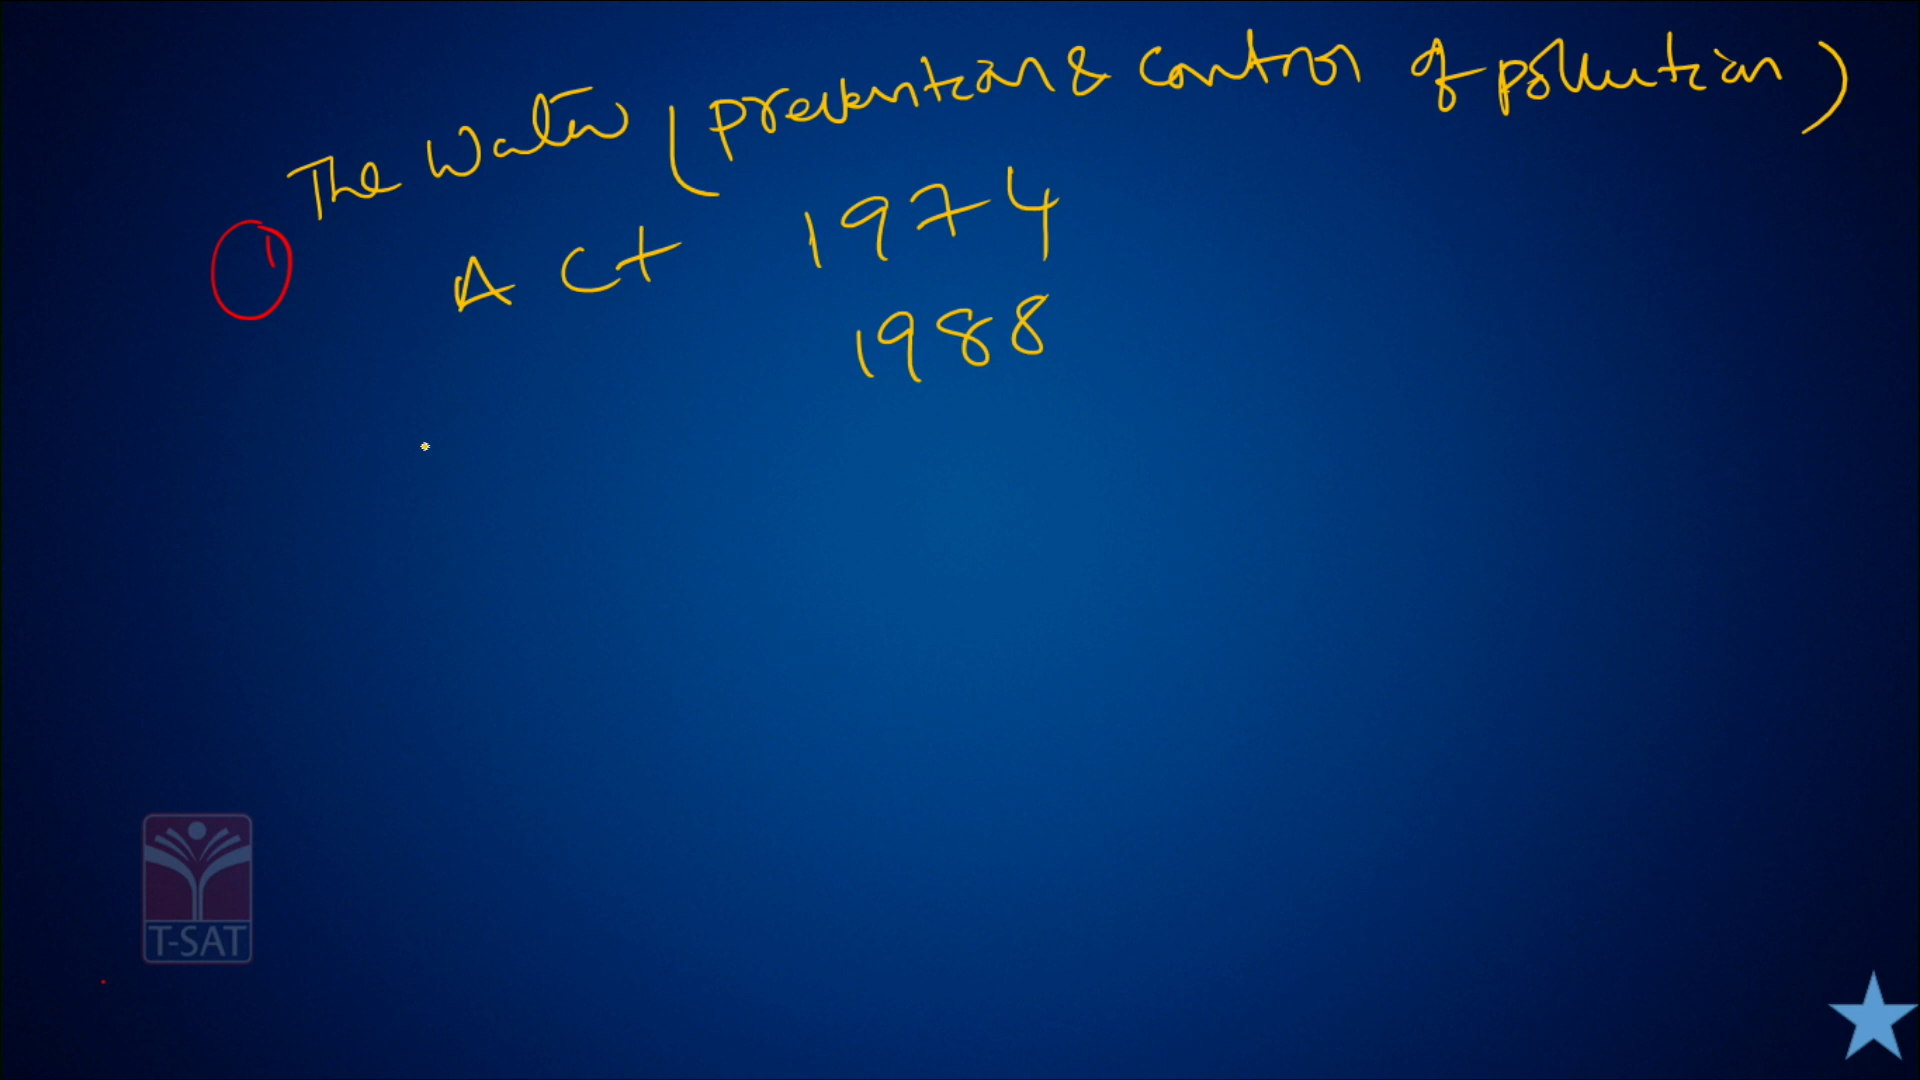 The Water (prevention & control of pollution)
1
Act 1974
1988
T-SAT